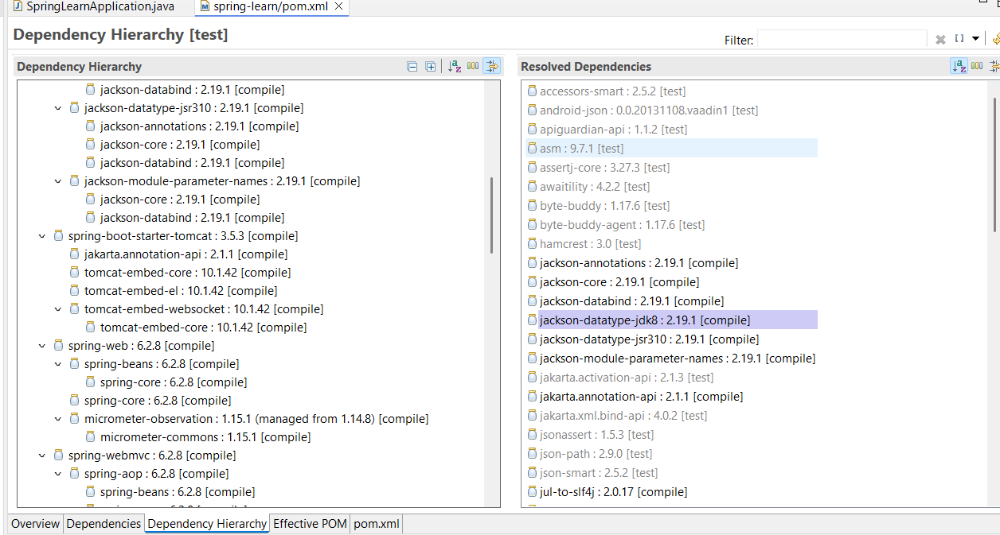 SpringLearnApplication.java
spring-learn/pom.xml
Dependency Hierarchy [test]
Filter:
Dependency Hierarchy
jackson-databind : 2.19.1 [compile]
jackson-datatype-jsr310 : 2.19.1 [compile]
jackson-annotations : 2.19.1 [compile]
jackson-core : 2.19.1 [compile]
jackson-databind : 2.19.1 [compile]
jackson-module-parameter-names : 2.19.1 [compile]
jackson-core : 2.19.1 [compile]
jackson-databind : 2.19.1 [compile]
spring-boot-starter-tomcat : 3.5.3 [compile]
jakarta.annotation-api : 2.1.1 [compile]
tomcat-embed-core : 10.1.42 [compile]
tomcat-embed-el : 10.1.42 [compile]
tomcat-embed-websocket : 10.1.42 [compile]
tomcat-embed-core : 10.1.42 [compile]
spring-web : 6.2.8 [compile]
spring-beans : 6.2.8 [compile]
spring-core : 6.2.8 [compile]
spring-core : 6.2.8 [compile]
micrometer-observation : 1.15.1 (managed from 1.14.8) [compile]
micrometer-commons : 1.15.1 [compile]
spring-webmvc : 6.2.8 [compile]
spring-aop : 6.2.8 [compile]
spring-beans : 6.2.8 [compile]
Resolved Dependencies
accessors-smart : 2.5.2 [test]
android-json : 0.0.20131108.vaadin1 [test]
apiguardian-api : 1.1.2 [test]
asm : 9.7.1 [test]
assertj-core : 3.27.3 [test]
awaitility : 4.2.2 [test]
byte-buddy : 1.17.6 [test]
byte-buddy-agent : 1.17.6 [test]
hamcrest : 3.0 [test]
jackson-annotations : 2.19.1 [compile]
jackson-core : 2.19.1 [compile]
jackson-databind : 2.19.1 [compile]
jackson-datatype-jdk8 : 2.19.1 [compile]
jackson-datatype-jsr310 : 2.19.1 [compile]
jackson-module-parameter-names : 2.19.1 [compile]
jakarta.activation-api : 2.1.3 [test]
jakarta.annotation-api : 2.1.1 [compile]
jakarta.xml.bind-api : 4.0.2 [test]
jsonassert : 1.5.3 [test]
json-path : 2.9.0 [test]
json-smart : 2.5.2 [test]
jul-to-slf4j : 2.0.17 [compile]
Overview
Dependencies
Dependency Hierarchy
Effective POM
pom.xml